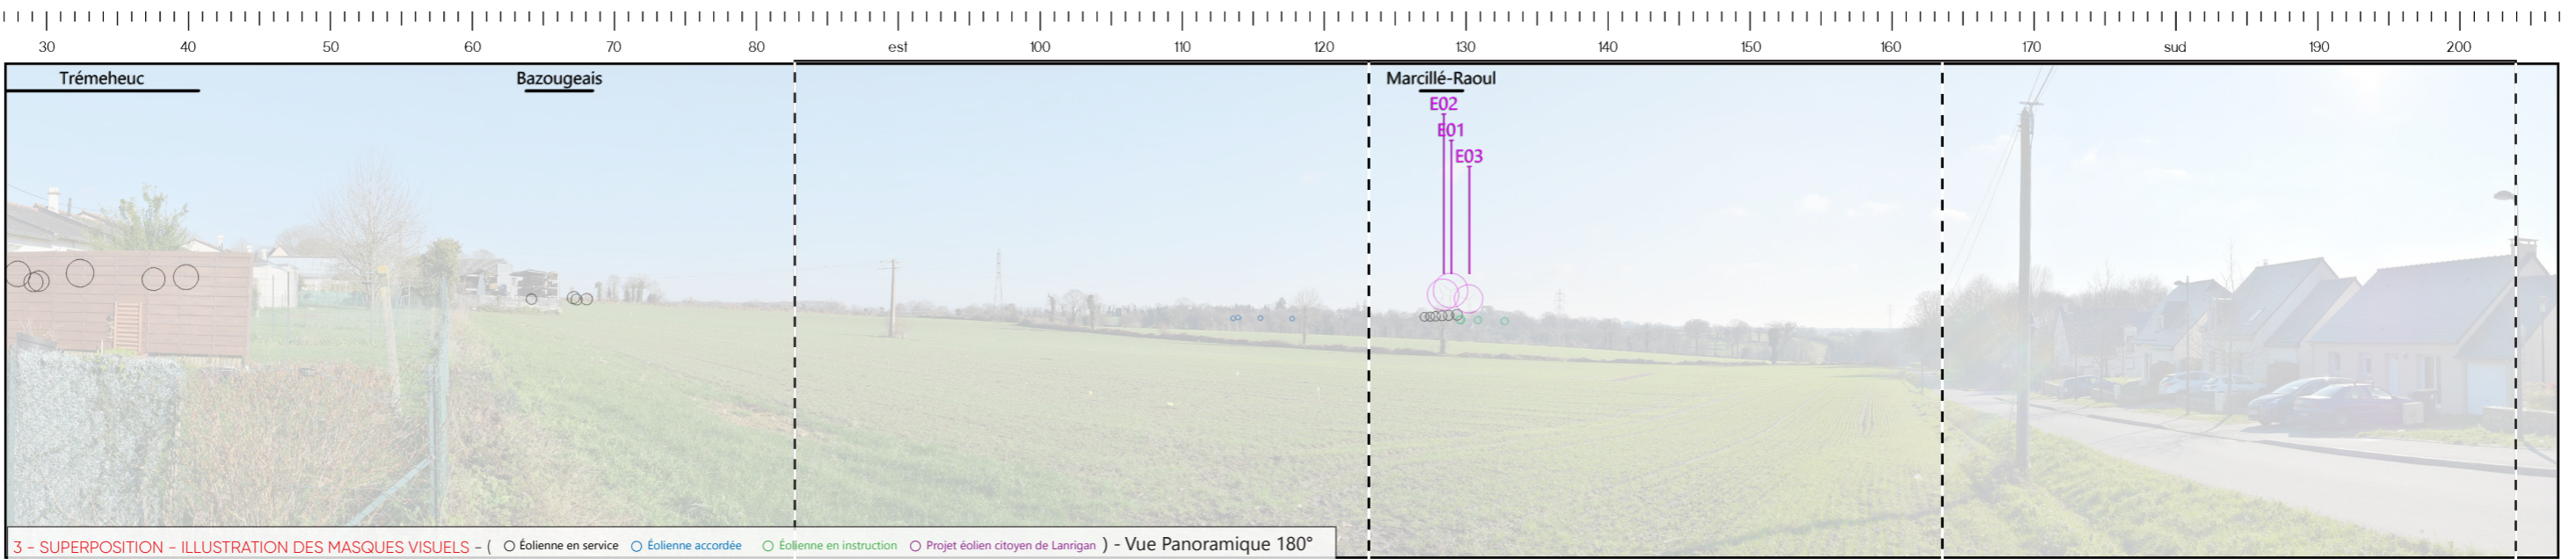 30 40 50 60 70 80 est 100 110 120 130 140 150 160 170 sud 190 200
Trémeheuc Bazougeais Marcillé-Raoul
E02
E01
E03
3 - SUPERPOSITION - ILLUSTRATION DES MASQUES VISUELS - ( Éolienne en service Éolienne accordée Éolienne en instruction Projet éolien citoyen de Lanrigan ) - Vue Panoramique 180°